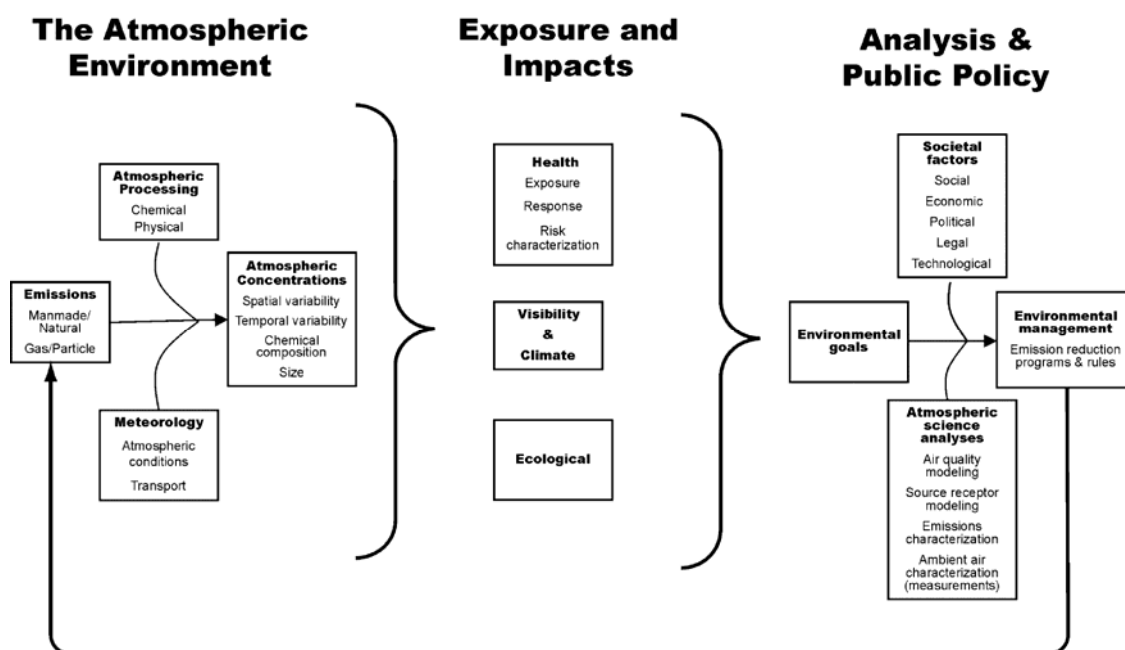 The Atmospheric
Environment
Exposure and
Impacts
Analysis &
Public Policy
Atmospheric
Processing
Chemical
Physical
Emissions
Manmade/
Natural
Gas/Particle
Atmospheric
Concentrations
Spatial variability
Temporal variability
Chemical
composition
Size
Meteorology
Atmospheric
conditions
Transport
Health
Exposure
Response
Risk
characterization
Visibility
&
Climate
Ecological
Societal
factors
Social
Economic
Political
Legal
Technological
Environmental
goals
Environmental
management
Emission reduction
programs & rules
Atmospheric
science
analyses
Air quality
modeling
Source receptor
modeling
Emissions
characterization
Ambient air
characterization
(measurements)